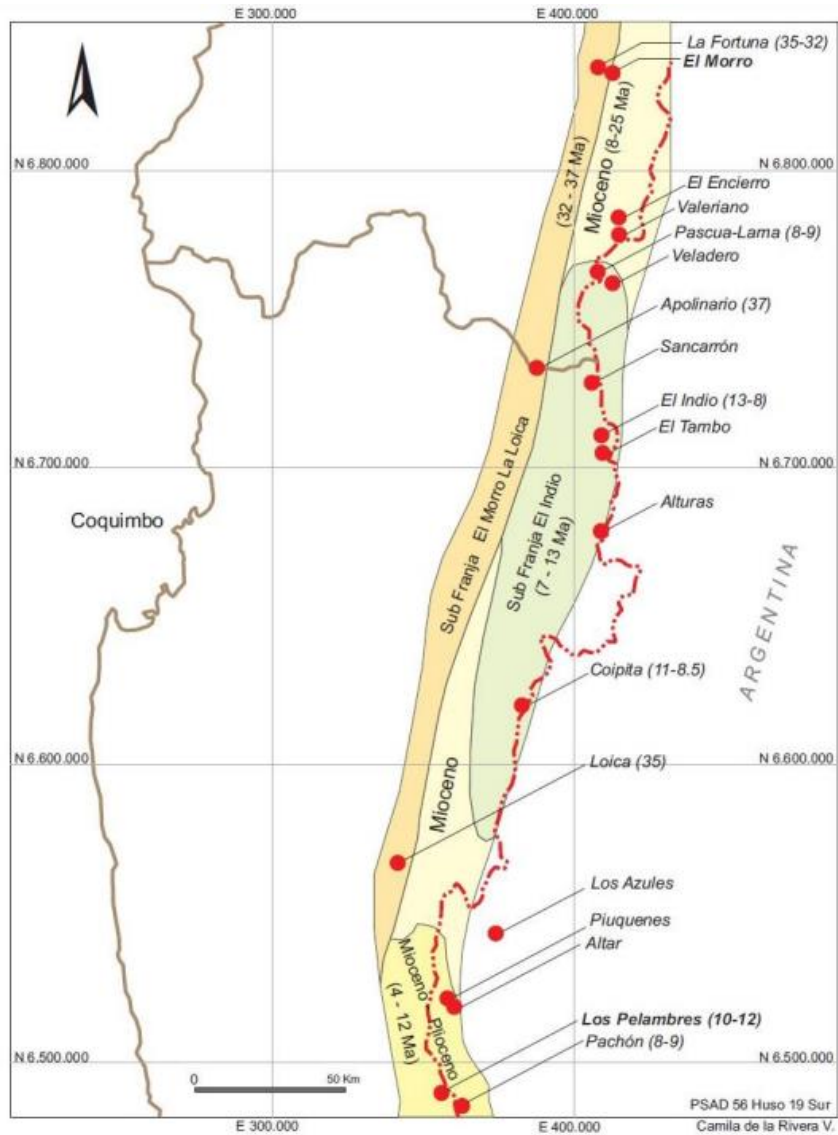 E 300.000
E 400.000
La Fortuna (35-32)
El Morro
(32 - 37 Ma)
Mioceno (8-25 Ma)
N 6.800.000
N 6.800.000
El Encierro
Valeriano
Pascua-Lama (8-9)
Veladero
Apolinario (37)
Sancarrón
El Indio (13-8)
El Tambo
N 6.700.000
N 6.700.000
Coquimbo
Sub Franja El Morro La Loica
Sub Franja El Indio
(7 - 13 Ma)
Alturas
ARGENTINA
Coipita (11-8.5)
N 6.600.000
Loica (35)
N 6.600.000
Mioceno
Los Azules
Piuquenes
Altar
Mioceno Plioceno
(4 - 12 Ma)
Los Pelambres (10-12)
Pachón (8-9)
N 6.500.000
N 6.500.000
0 50 Km
PSAD 56 Huso 19 Sur
E 300.000
E 400.000
Camila de la Rivera V.